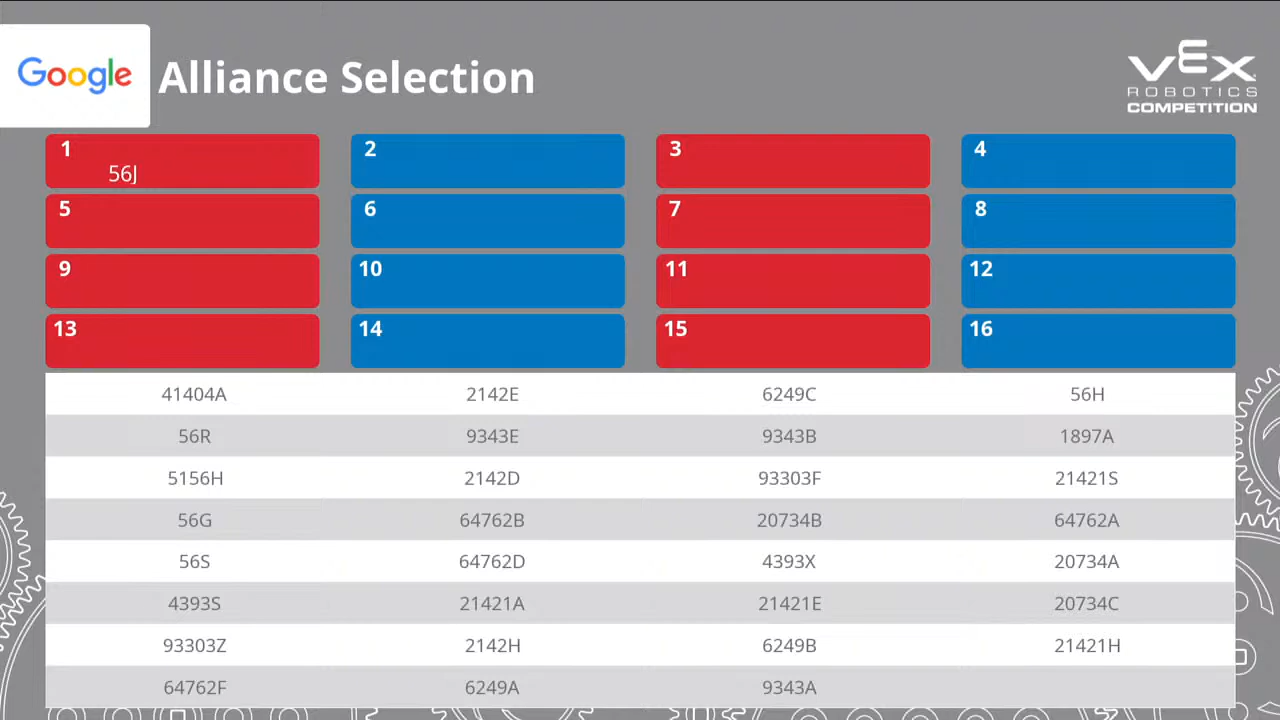 Google Alliance Selection
VEX
ROBOTICS
COMPETITION
1 2 3 4
56J
5 6 7 8
9 10 11 12
13 14 15 16
41404A 2142E 6249C 56H
56R 9343E 9343B 1897A
5156H 2142D 93303F 21421S
56G 64762B 20734B 64762A
56S 64762D 4393X 20734A
4393S 21421A 21421E 20734C
93303Z 2142H 6249B 21421H
64762F 6249A 9343A